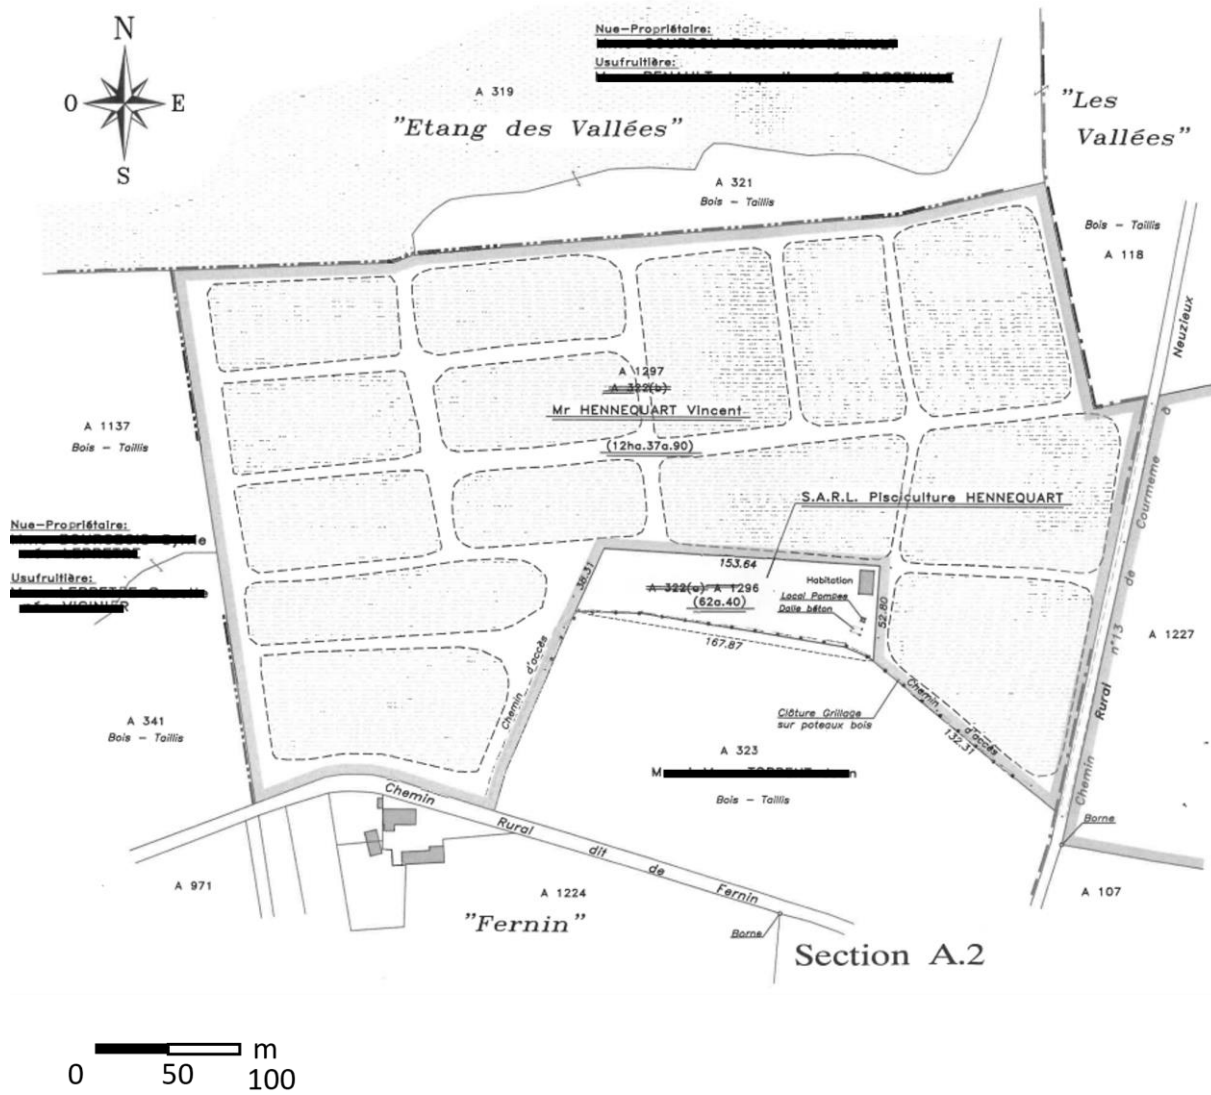 N
O
E
S
Nue-Propriétaire:
Usufruitière:
A 319
"Etang des Vallées"
"Les
Vallées"
A 321
Bois - Taillis
Bois - Taillis
A 118
Neuzieux
à
Courmeme
de
n°13
Rural
Chemin
A 1297
A 322(b)
Mr HENNEQUART Vincent
(12ha.37a.90)
A 1137
Bois - Taillis
S.A.R.L. Pisciculture HENNEQUART
Nue-Propriétaire:
Usufruitière:
153.64
38.31
A 1296
(62a.40)
Habitation
Local Pompes
Dalle béton
52.80
167.87
A 1227
Chemin d'accès
Chemin d'accès
132.31
Clôture Grillage
sur poteaux bois
A 341
Bois - Taillis
A 323
Bois - Taillis
Chemin Rural dit de Fernin
Borne
A 971
A 1224
A 107
"Fernin"
Borne
Section A.2
m
0 50 100